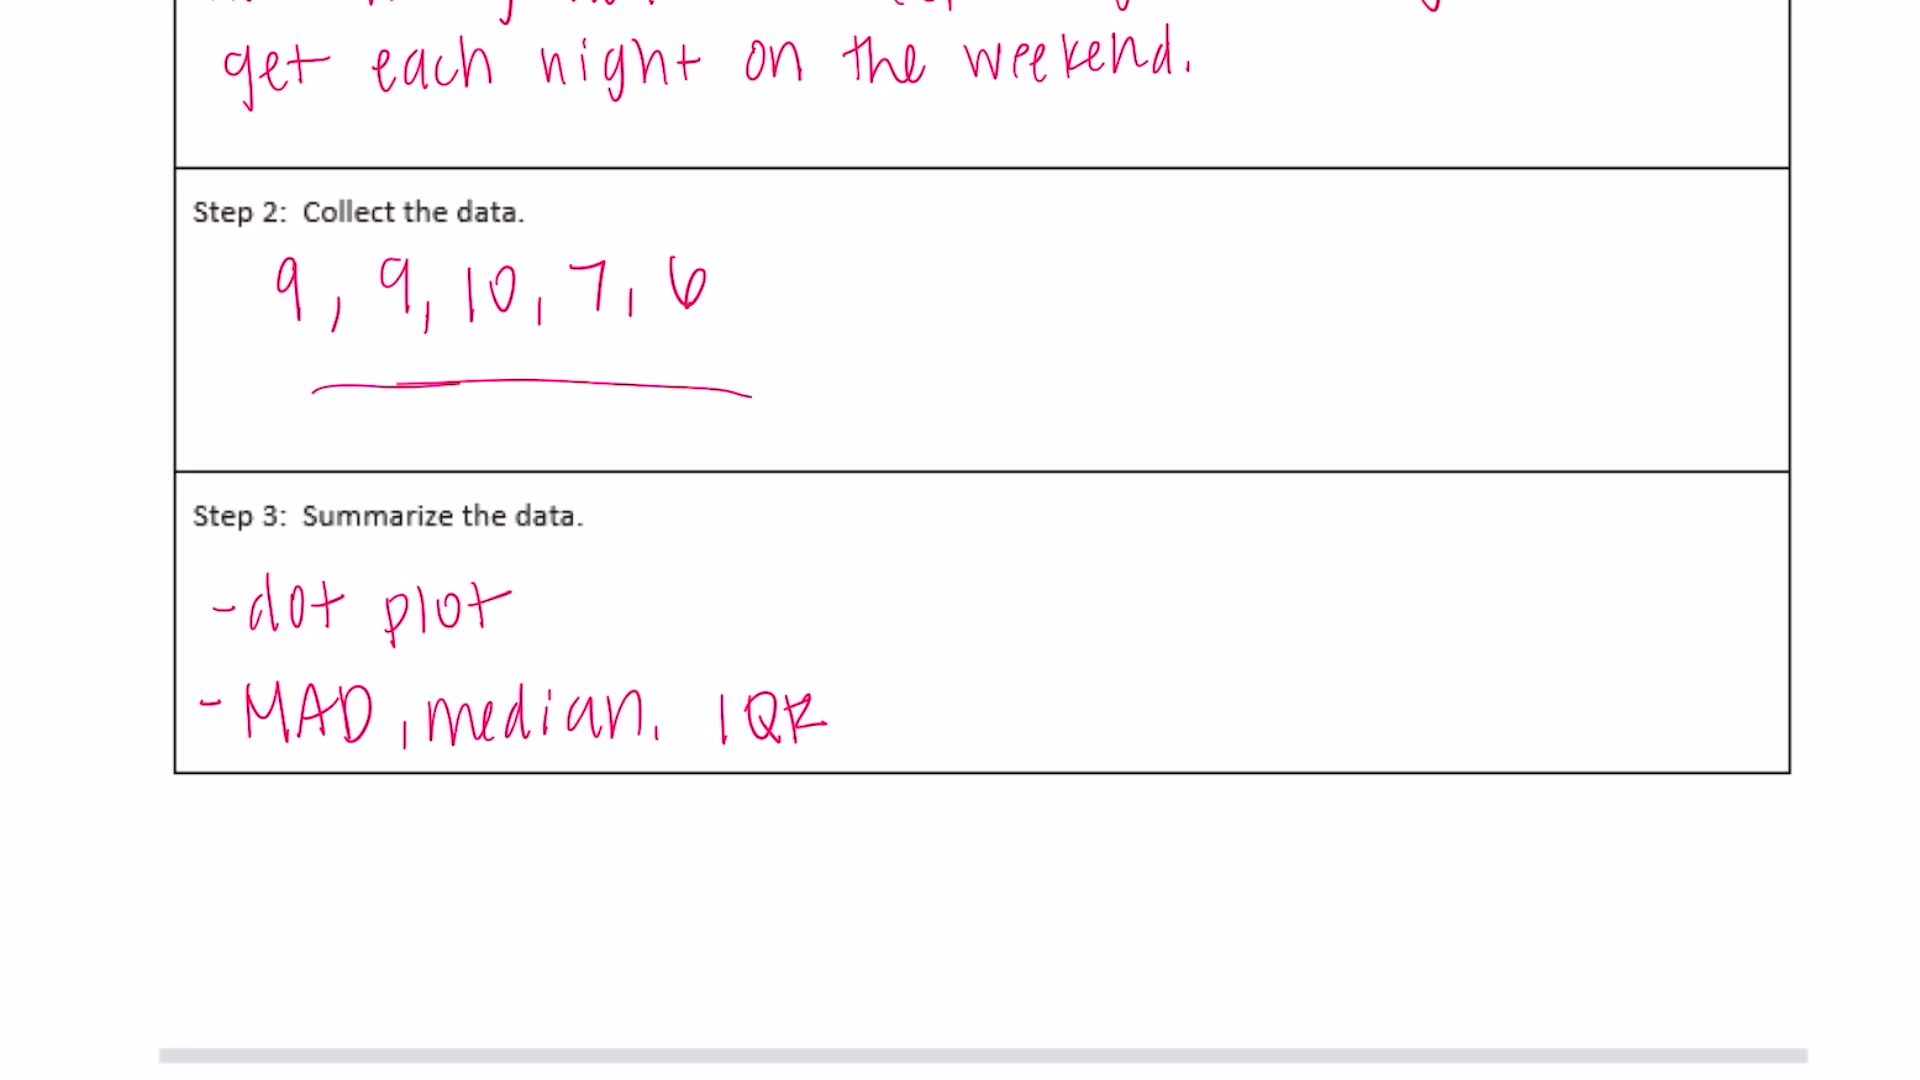 get each night on the weekend.
Step 2: Collect the data.
9, 9, 10, 7, 6
Step 3: Summarize the data.
- dot plot
- MAD, median, IQR